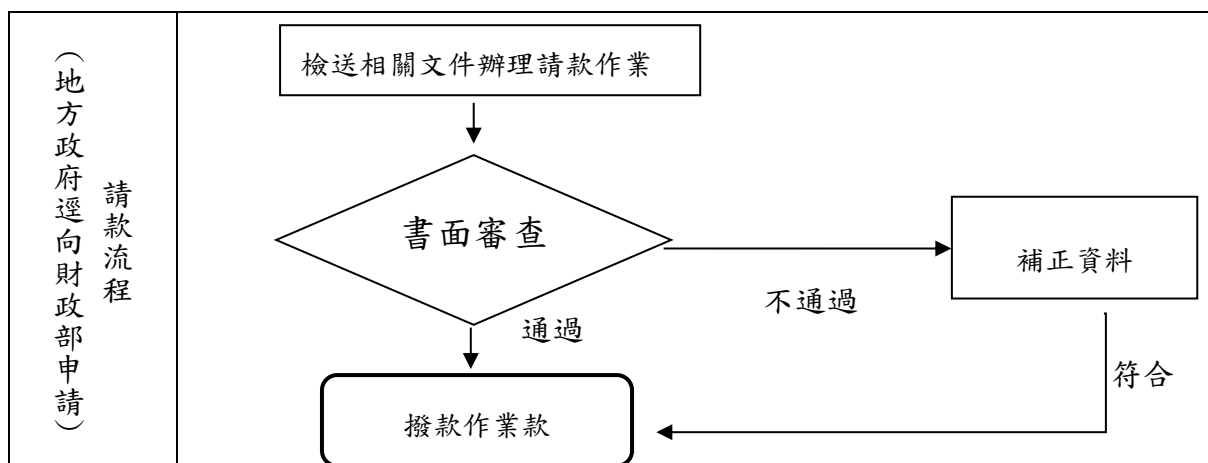 請款流程
（地方政府逕向財政部申請）
檢送相關文件辦理請款作業
書面審查
補正資料
不通過
通過
符合
撥款作業款